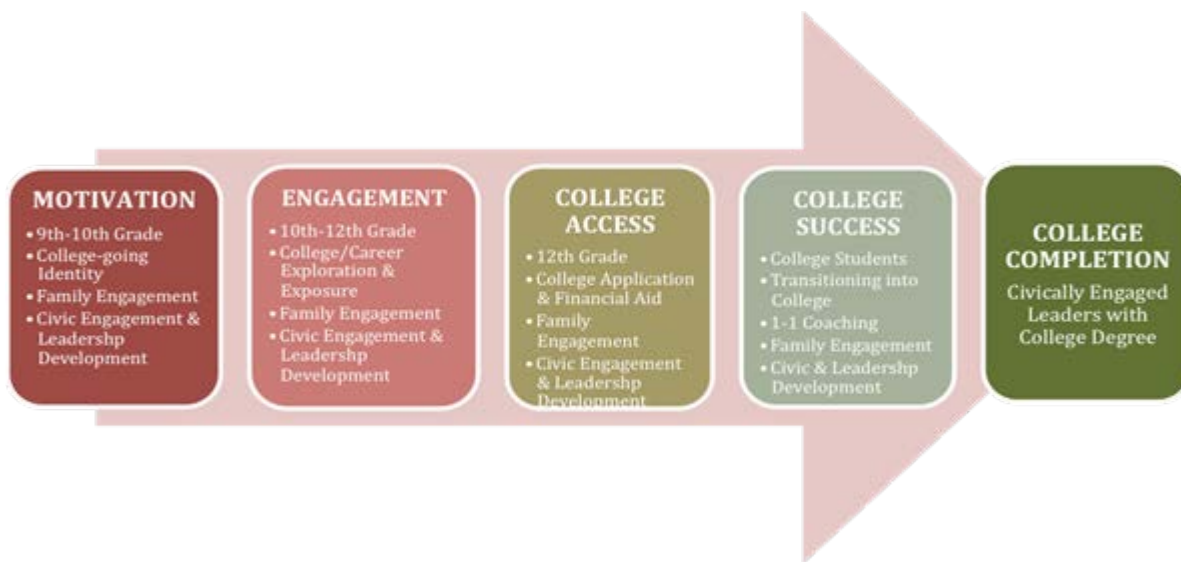 MOTIVATION
• 9th-10th Grade
• College-going
Identity
• Family Engagement
• Civic Engagement &
Leadershp
Development
ENGAGEMENT
• 10th-12th Grade
• College/Career
Exploration &
Exposure
• Family Engagement
• Civic Engagement &
Leadershp
Development
COLLEGE
ACCESS
• 12th Grade
• College Application
& Financial Aid
• Family
Engagement
• Civic Engagement
& Leadershp
Development
COLLEGE
SUCCESS
• College Students
• Transitioning into
College
• 1-1 Coaching
• Family Engagement
• Civic & Leadershp
Development
COLLEGE
COMPLETION
Civically Engaged
Leaders with
College Degree